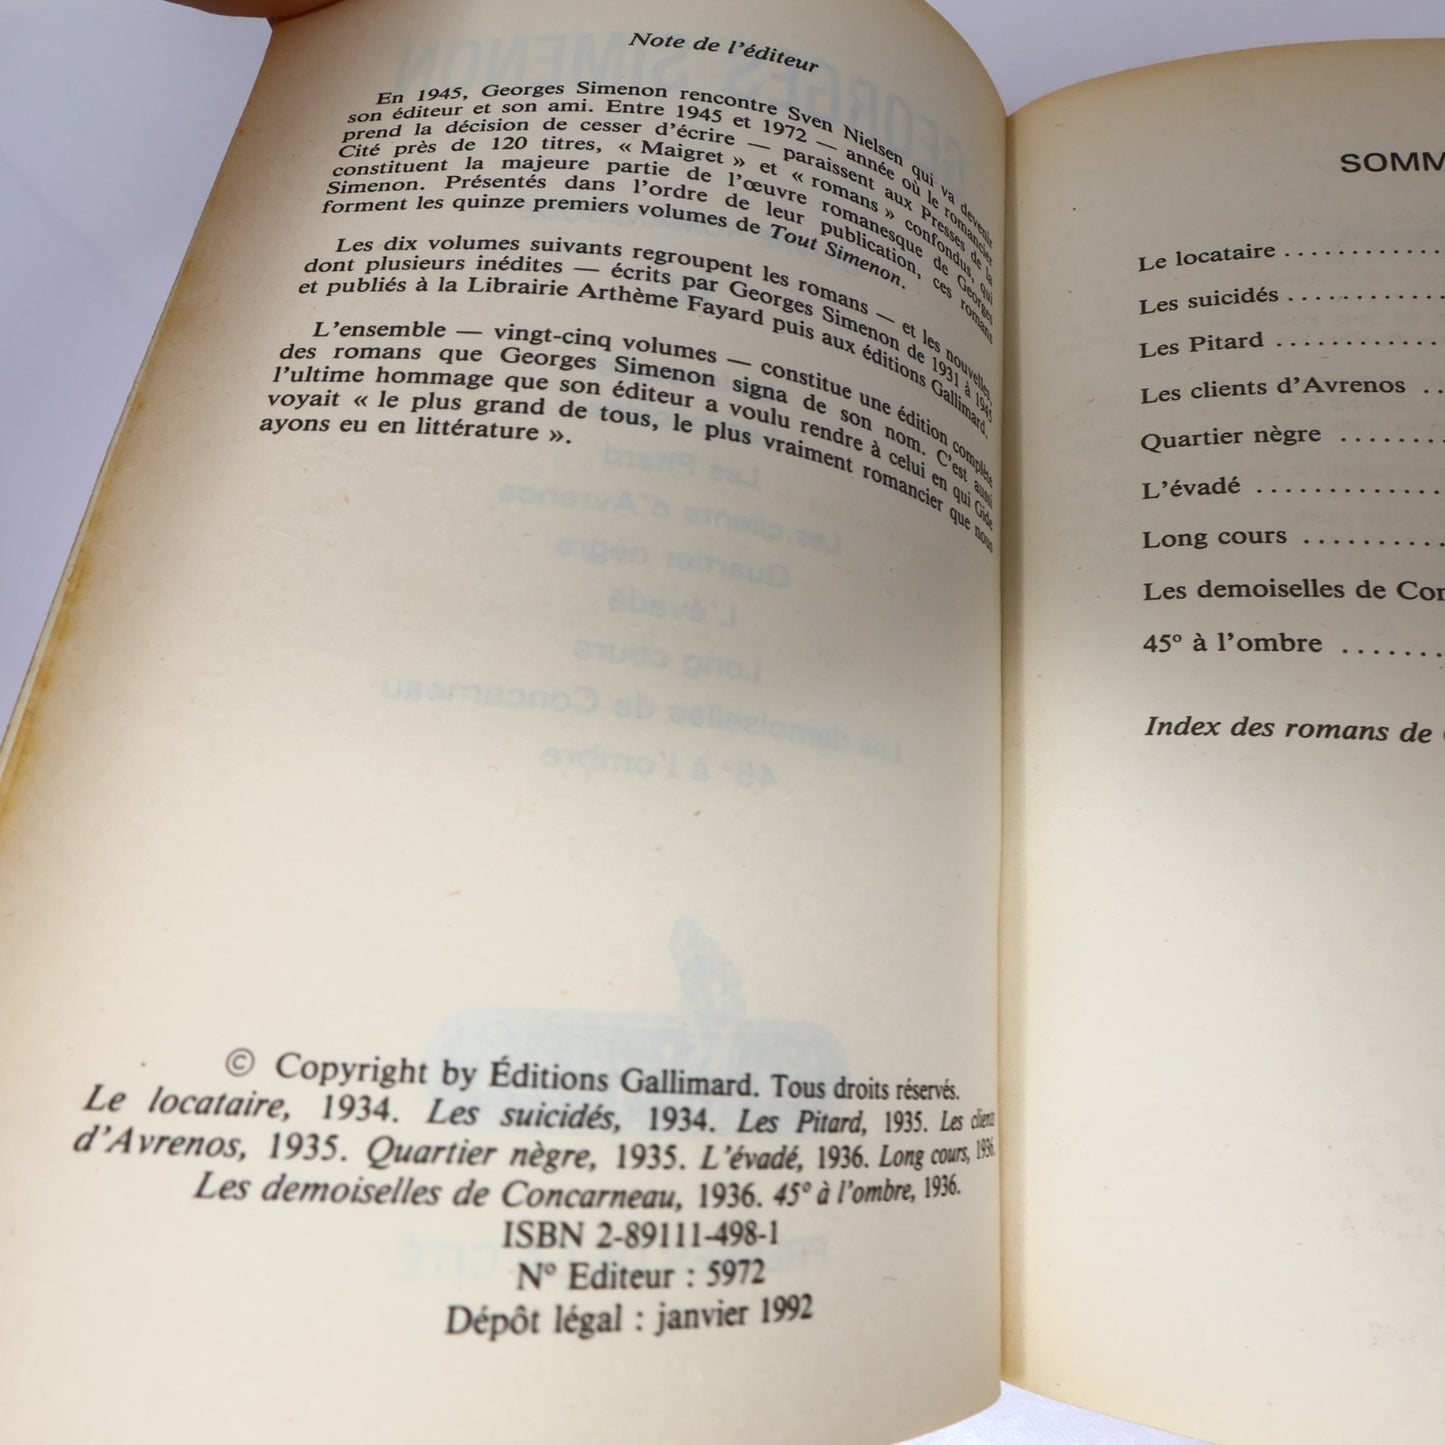 Note de l'éditeur
En 1945, Georges Simenon rencontre Sven Nielsen qui va devenir
son éditeur et son ami. Entre 1945 et 1972 — année où le romancier
prend la décision de cesser d'écrire — paraissent aux Presses de la
Cité près de 120 titres, « Maigret » et « romans » confondus, qui
constituent la majeure partie de l'œuvre romanesque de Georges
Simenon. Présentés dans l'ordre de leur publication, ces romans
forment les quinze premiers volumes de Tout Simenon.
Les dix volumes suivants regroupent les romans — et les nouvelles,
dont plusieurs inédites — écrits par Georges Simenon de 1931 à 1945
et publiés à la Librairie Arthème Fayard puis aux éditions Gallimard.
L'ensemble — vingt-cinq volumes — constitue une édition complète
des romans que Georges Simenon signa de son nom. C'est aussi
l'ultime hommage que son éditeur a voulu rendre à celui en qui Gide
voyait « le plus grand de tous, le plus vraiment romancier que nous
ayons eu en littérature ».
© Copyright by Éditions Gallimard. Tous droits réservés.
Le locataire, 1934. Les suicidés, 1934. Les Pitard, 1935. Les clients
d'Avrenos, 1935. Quartier nègre, 1935. L'évadé, 1936. Long cours, 1936.
Les demoiselles de Concarneau, 1936. 45° à l'ombre, 1936.
ISBN 2-89111-498-1
N° Editeur : 5972
Dépôt légal : janvier 1992
SOMM
Le locataire ............
Les suicidés ............
Les Pitard .............
Les clients d'Avrenos ..
Quartier nègre ........
L'évadé ..............
Long cours ..........
Les demoiselles de Con
45° à l'ombre .......
Index des romans de